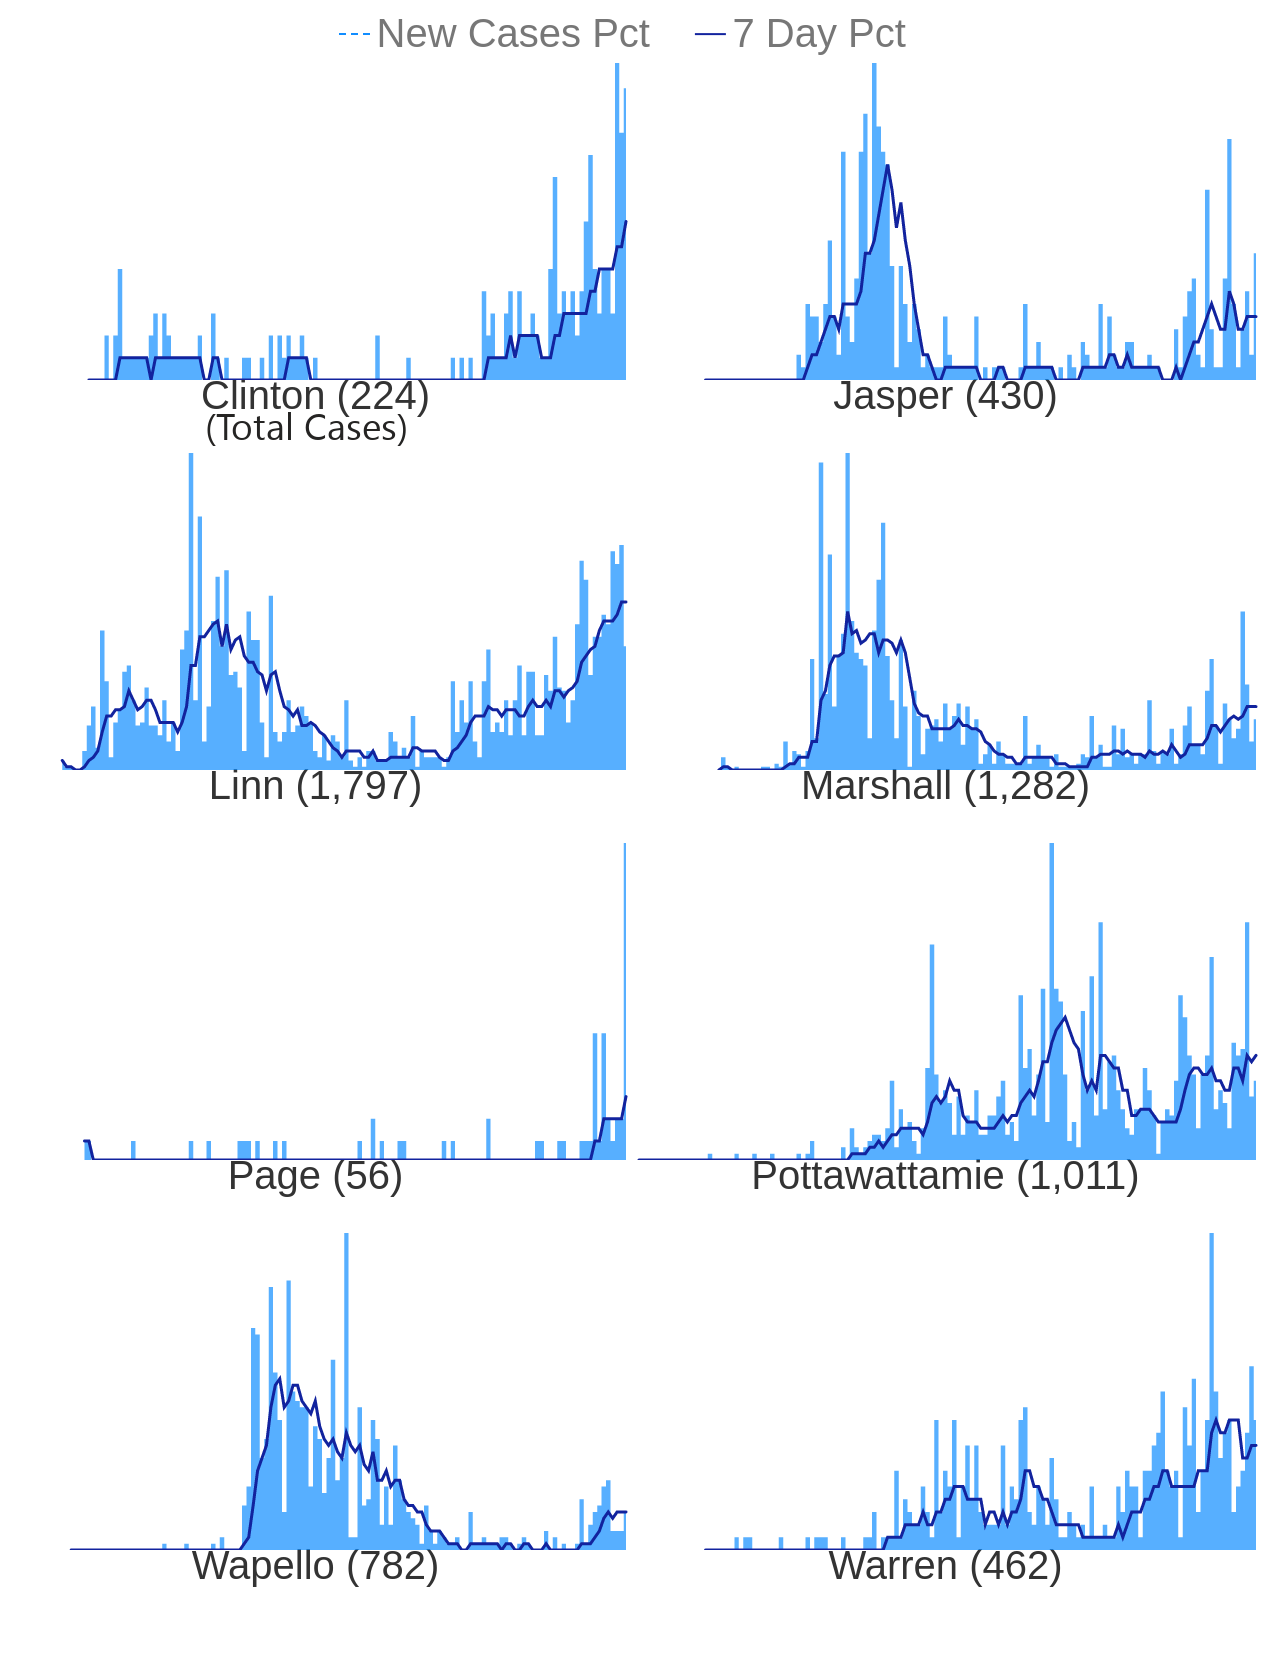 New Cases Pct 7 Day Pct
Clinton (224) Jasper (430)
(Total Cases)
Linn (1,797) Marshall (1,282)
Page (56) Pottawattamie (1,011)
Wapello (782) Warren (462)